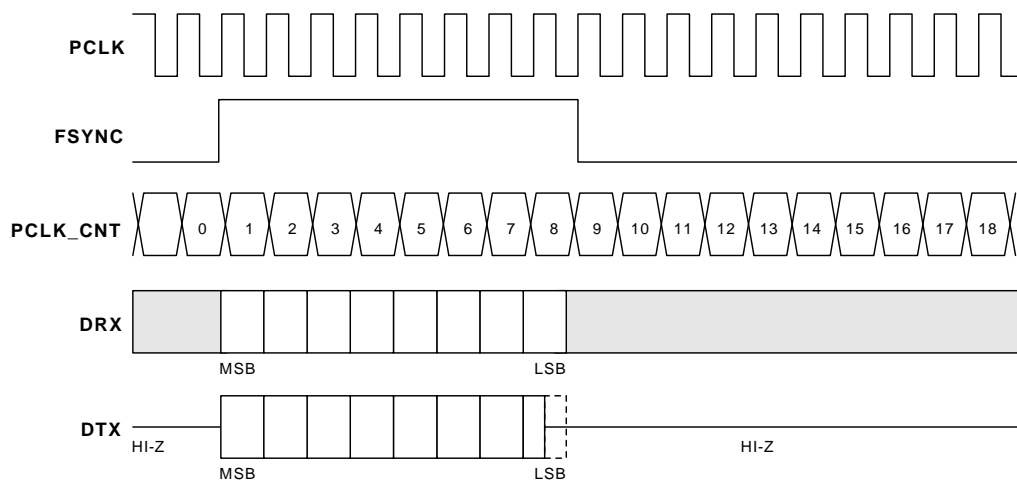 PCLK
FSYNC
PCLK_CNT 0 1 2 3 4 5 6 7 8 9 10 11 12 13 14 15 16 17 18
DRX
MSB LSB
DTX
HI-Z HI-Z
MSB LSB